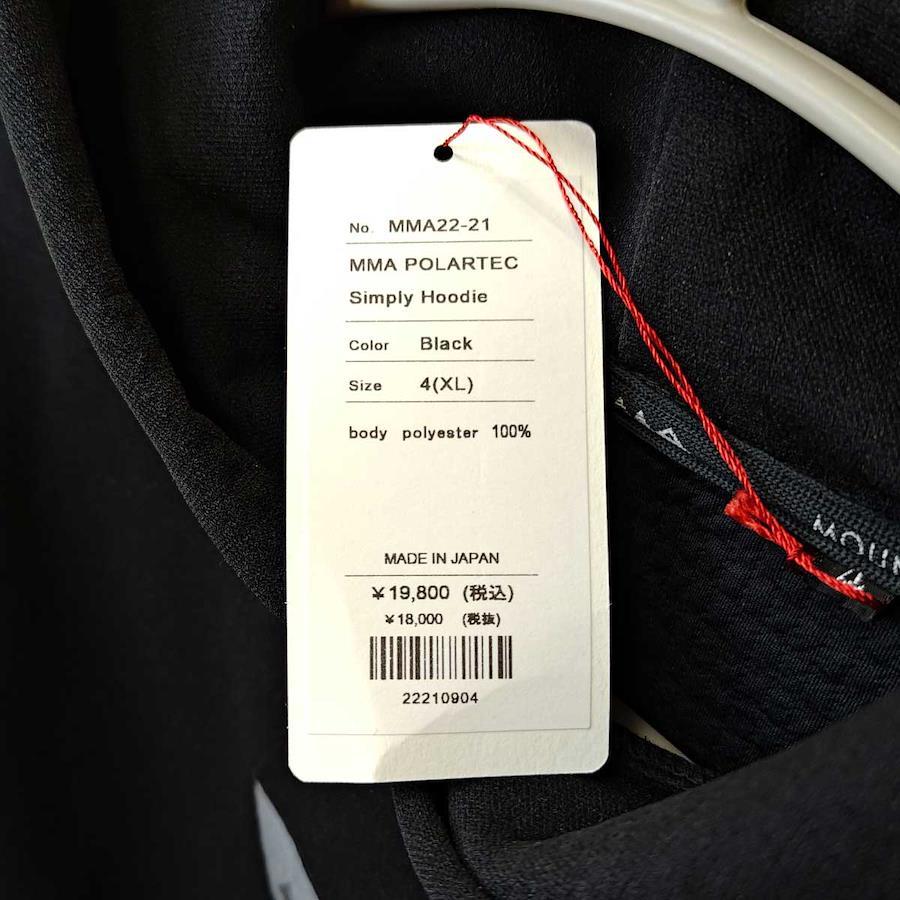 No. MMA22-21
MMA POLARTEC
Simply Hoodie
Color Black
Size 4(XL)
body polyester 100%
MADE IN JAPAN
¥19,800 (税込)
¥18,000 (税抜)
22210904
4